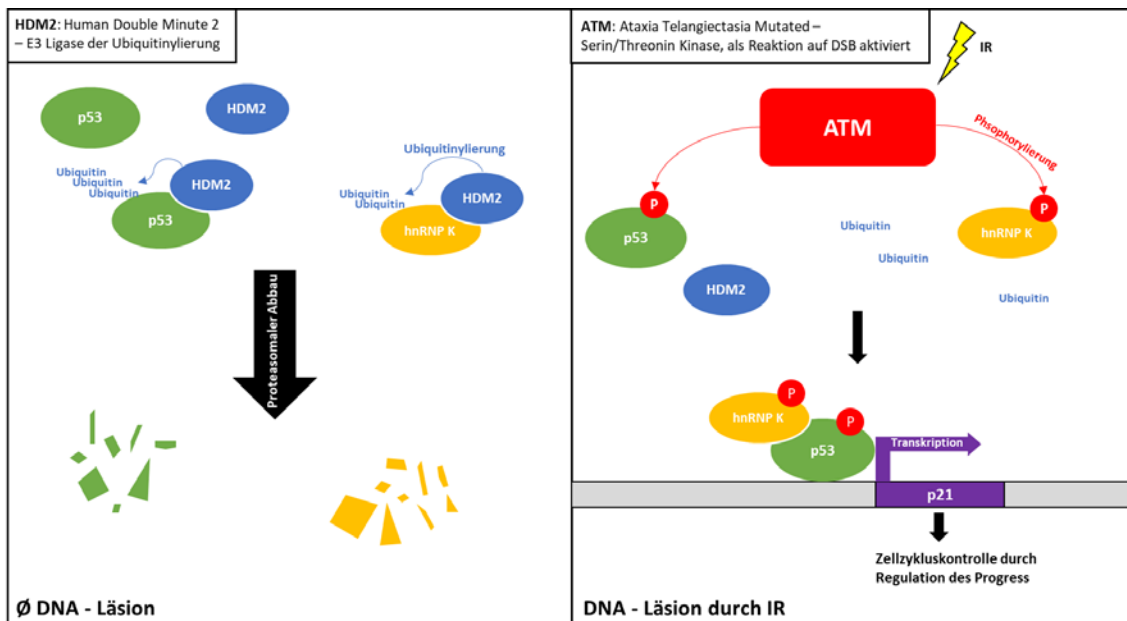 HDM2: Human Double Minute 2
– E3 Ligase der Ubiquitinylierung
p53
HDM2
Ubiquitin
Ubiquitin
Ubiquitin
HDM2
p53
Ubiquitinylierung
Ubiquitin
Ubiquitin
HDM2
hnRNP K
Proteasomaler Abbau
Ø DNA - Läsion
ATM: Ataxia Telangiectasia Mutated –
Serin/Threonin Kinase, als Reaktion auf DSB aktiviert
IR
ATM
Phsophorylierung
P
p53
P
hnRNP K
Ubiquitin
Ubiquitin
Ubiquitin
HDM2
P
hnRNP K
P
p53
Transkription
p21
Zellzykluskontrolle durch
Regulation des Progress
DNA - Läsion durch IR